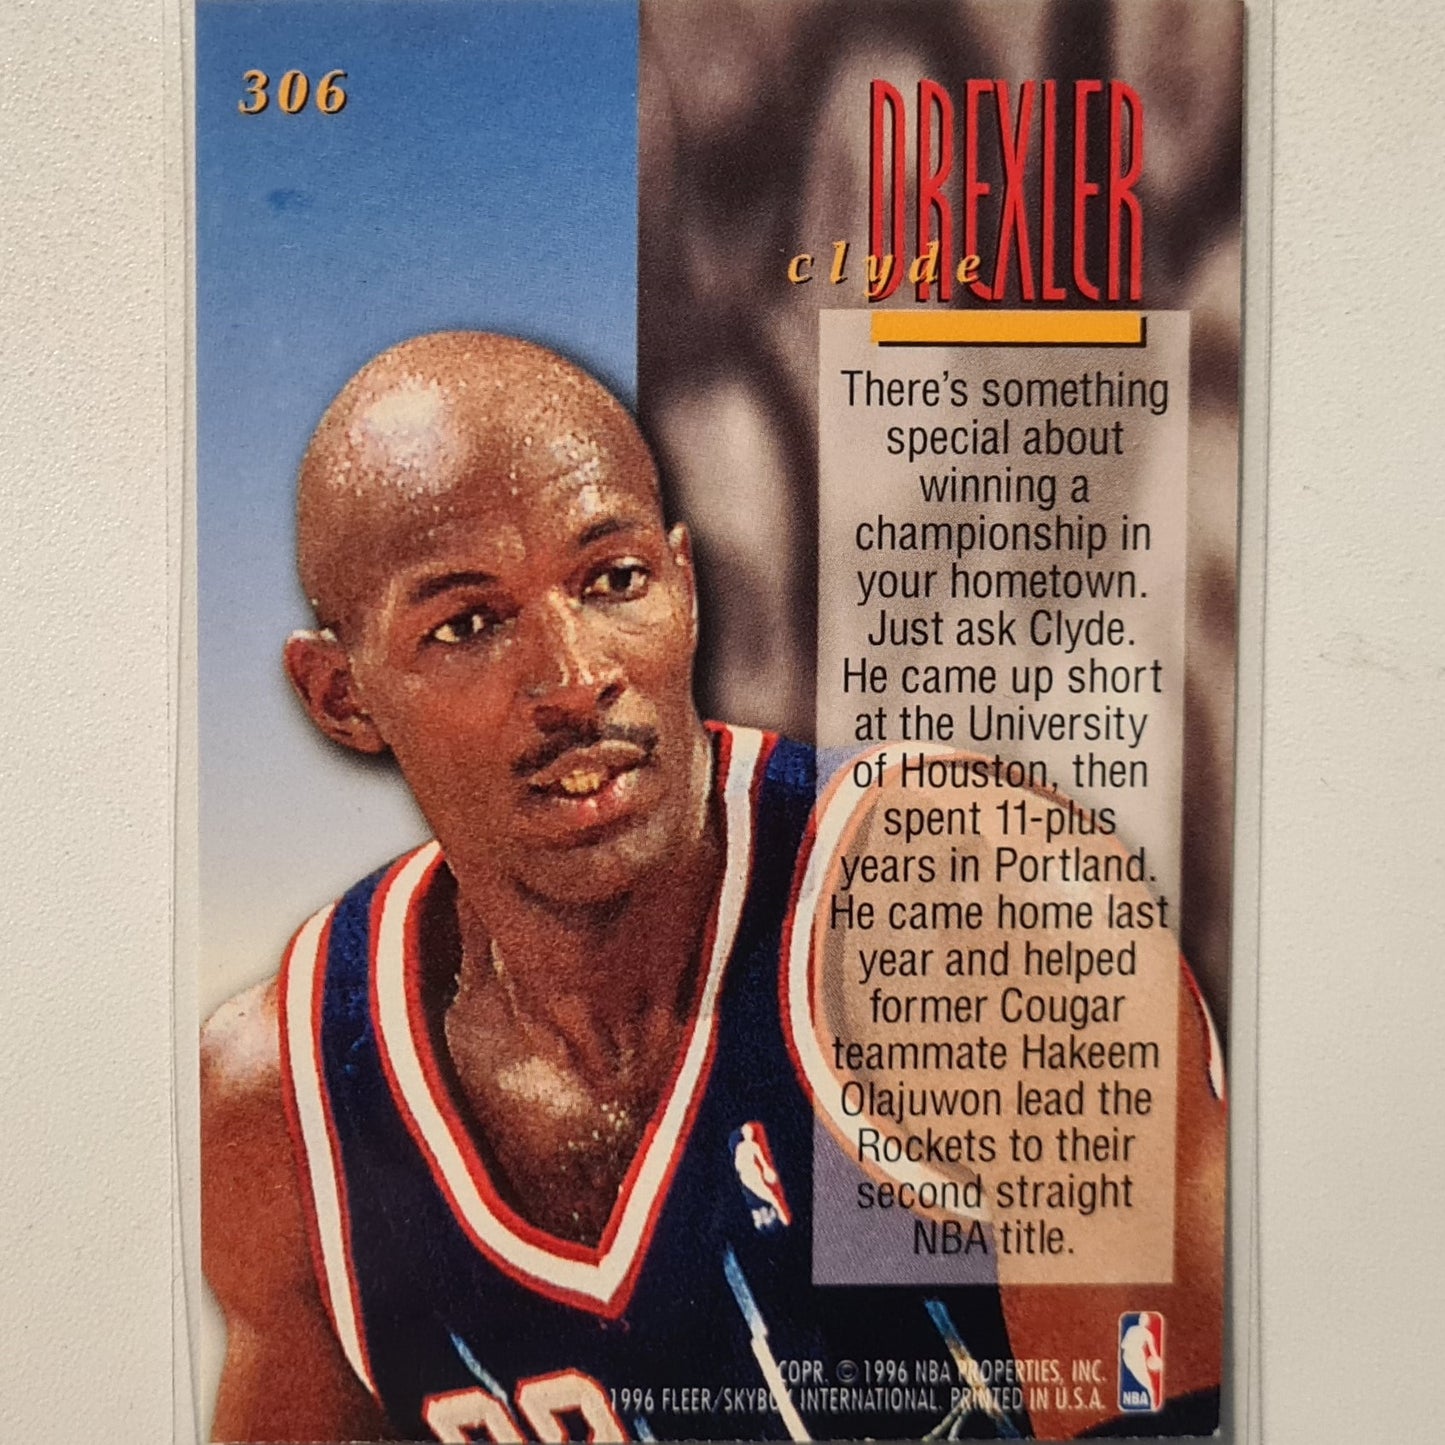 306
DREXLER
clyde
There's something
special about
winning a
championship in
your hometown.
Just ask Clyde.
He came up short
at the University
of Houston, then
spent 11-plus
years in Portland.
He came home last
year and helped
former Cougar
teammate Hakeem
Olajuwon lead the
Rockets to their
second straight
NBA title.
COPR. © 1996 NBA PROPERTIES, INC.
1996 FLEER/SKYBOX INTERNATIONAL. PRINTED IN U.S.A.
NBA